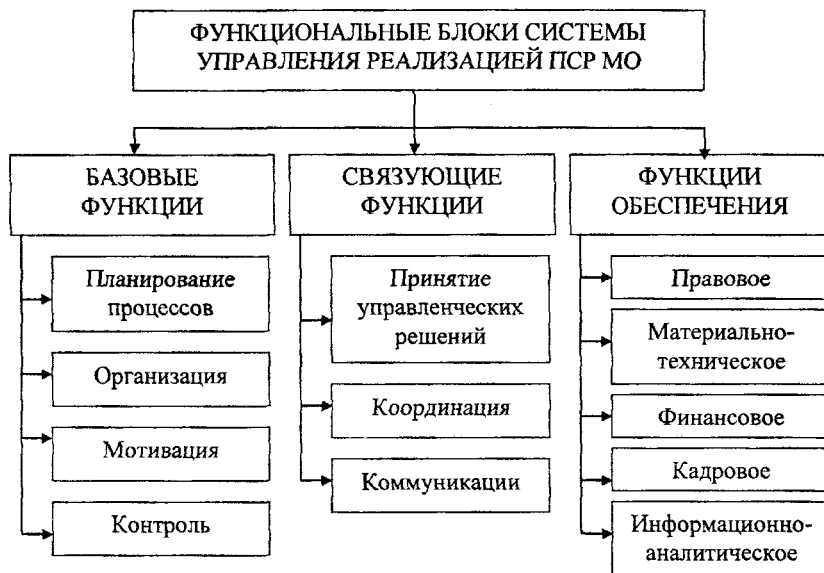 ФУНКЦИОНАЛЬНЫЕ БЛОКИ СИСТЕМЫ
УПРАВЛЕНИЯ РЕАЛИЗАЦИЕЙ ПСР МО
БАЗОВЫЕ
ФУНКЦИИ
Планирование
процессов
Организация
Мотивация
Контроль
СВЯЗУЮЩИЕ
ФУНКЦИИ
Принятие
управленческих
решений
Координация
Коммуникации
ФУНКЦИИ
ОБЕСПЕЧЕНИЯ
Правовое
Материально-
техническое
Финансовое
Кадровое
Информационно-
аналитическое